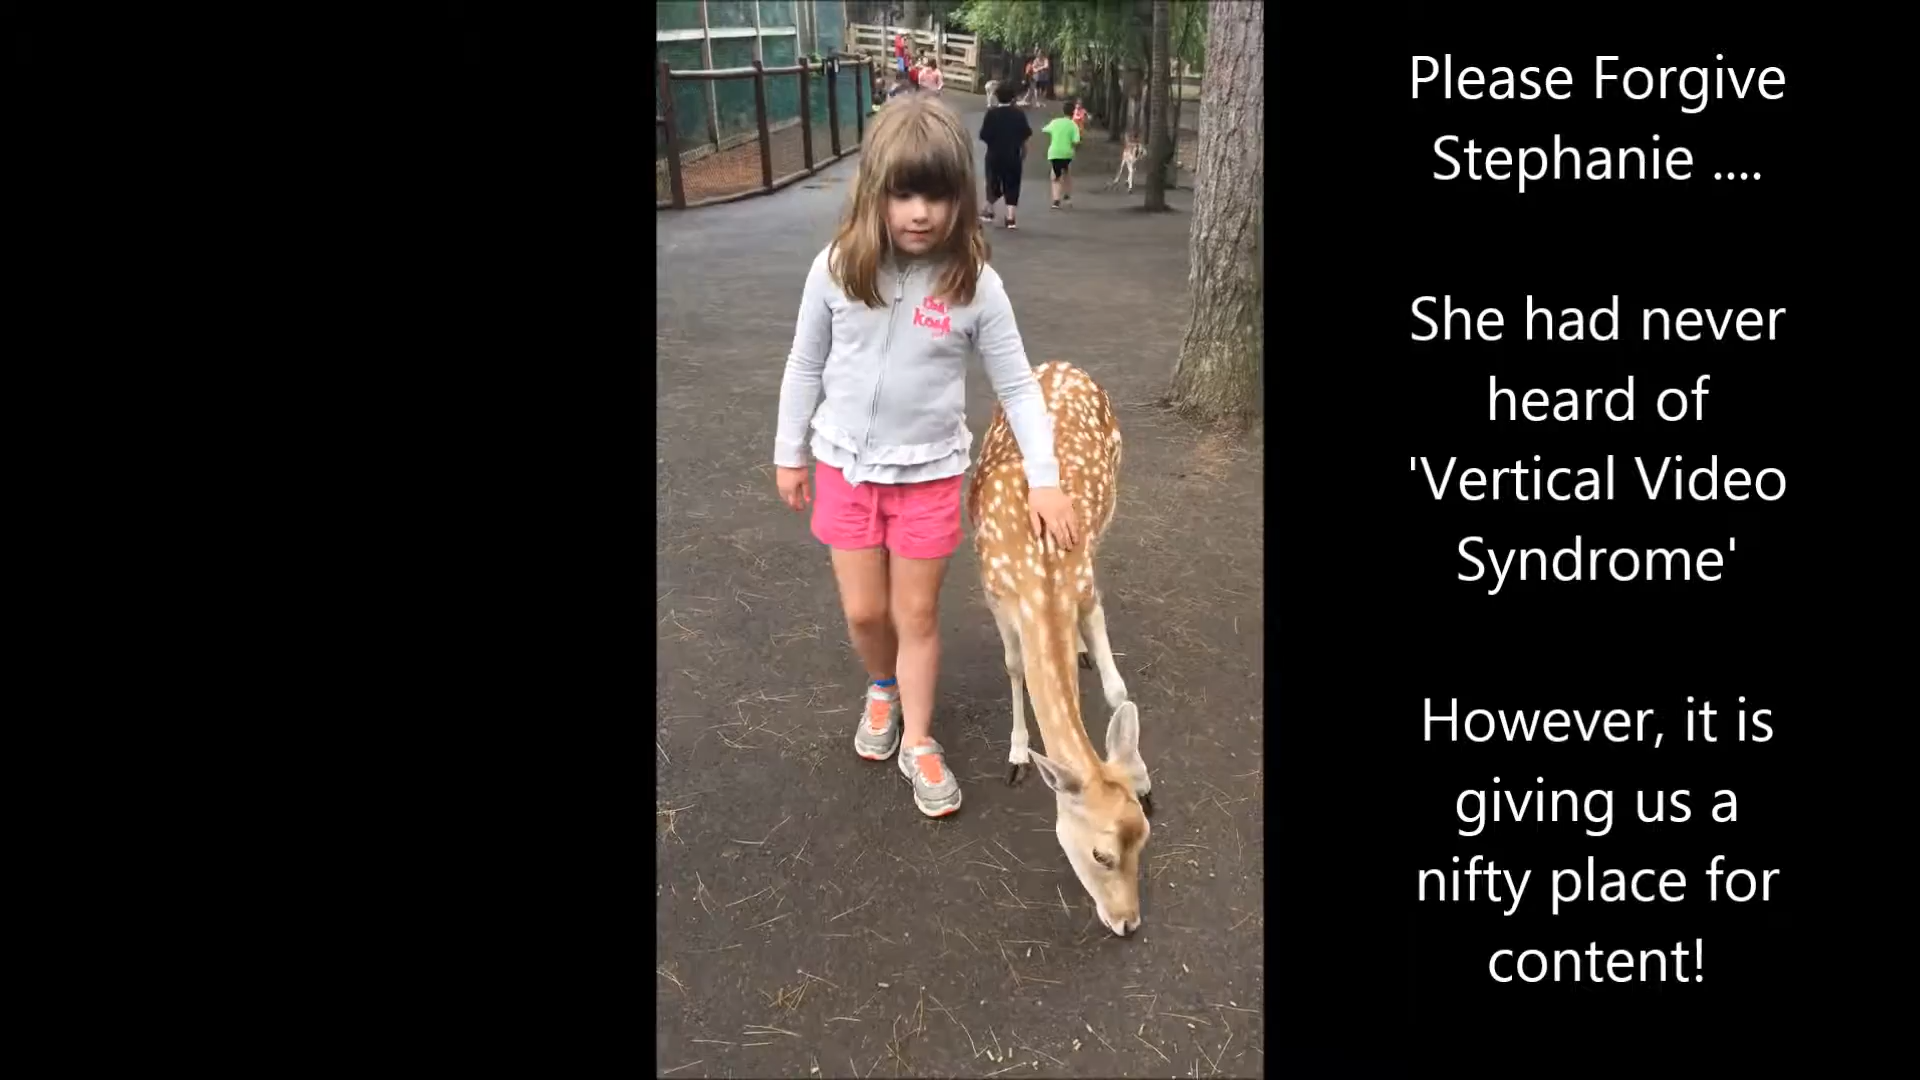 Please Forgive
Stephanie ....
She had never
heard of
'Vertical Video
Syndrome'
However, it is
giving us a
nifty place for
content!